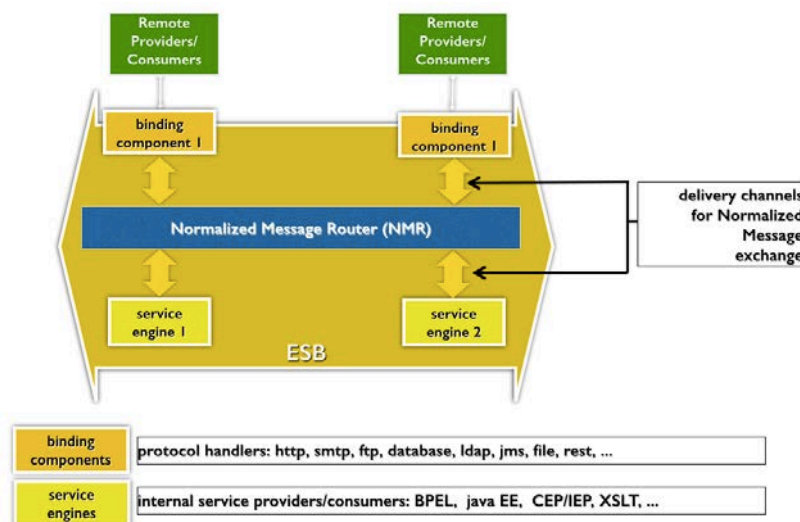 Remote
Providers/
Consumers
Remote
Providers/
Consumers
binding
component 1
binding
component 1
delivery channels
for Normalized
Message
exchange
Normalized Message Router (NMR)
service
engine 1
service
engine 2
ESB
binding
components
protocol handlers: http, smtp, ftp, database, ldap, jms, file, rest, ...
service
engines
internal service providers/consumers: BPEL, java EE, CEP/IEP, XSLT, ...